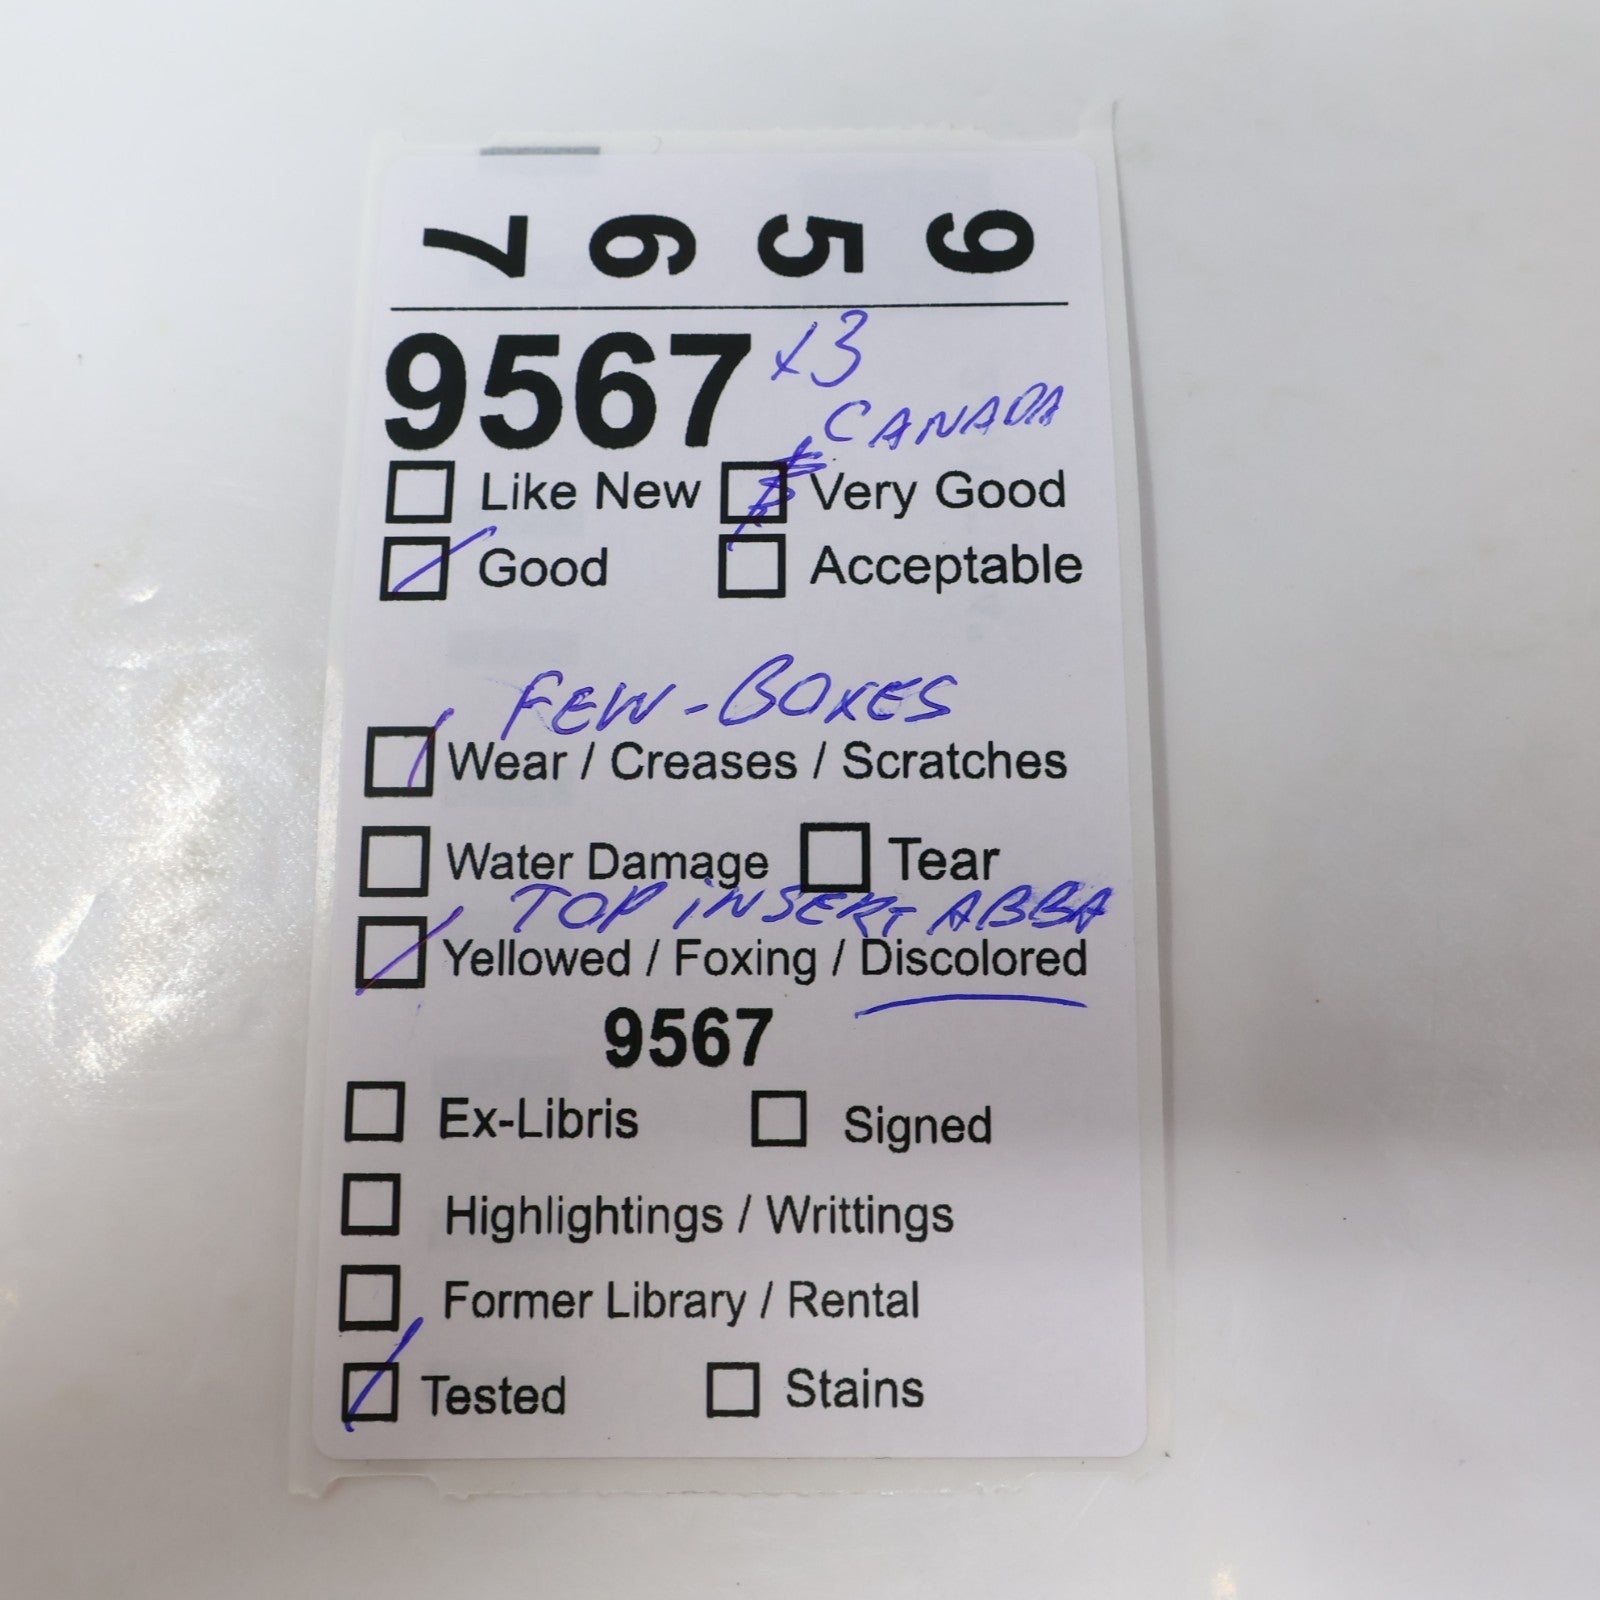 9 5 6 7
9567 x3
CANADA
Like New Very Good
Good Acceptable
FEW-BOXES
Wear / Creases / Scratches
Water Damage Tear
TOP iNSERT ABBA
Yellowed / Foxing / Discolored
9567
Ex-Libris Signed
Highlightings / Writtings
Former Library / Rental
Tested Stains